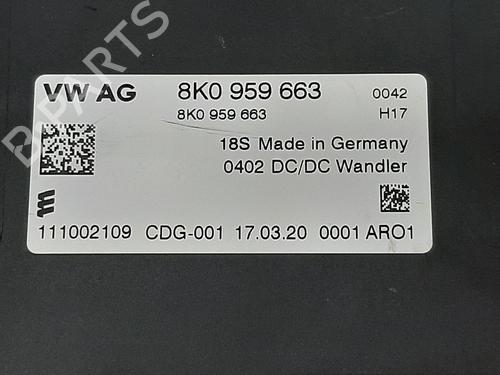 B-PARTS
VW AG 8K0 959 663 0042
8K0 959 663 H17
18S Made in Germany
0402 DC/DC Wandler
111002109 CDG-001 17.03.20 0001 ARO1